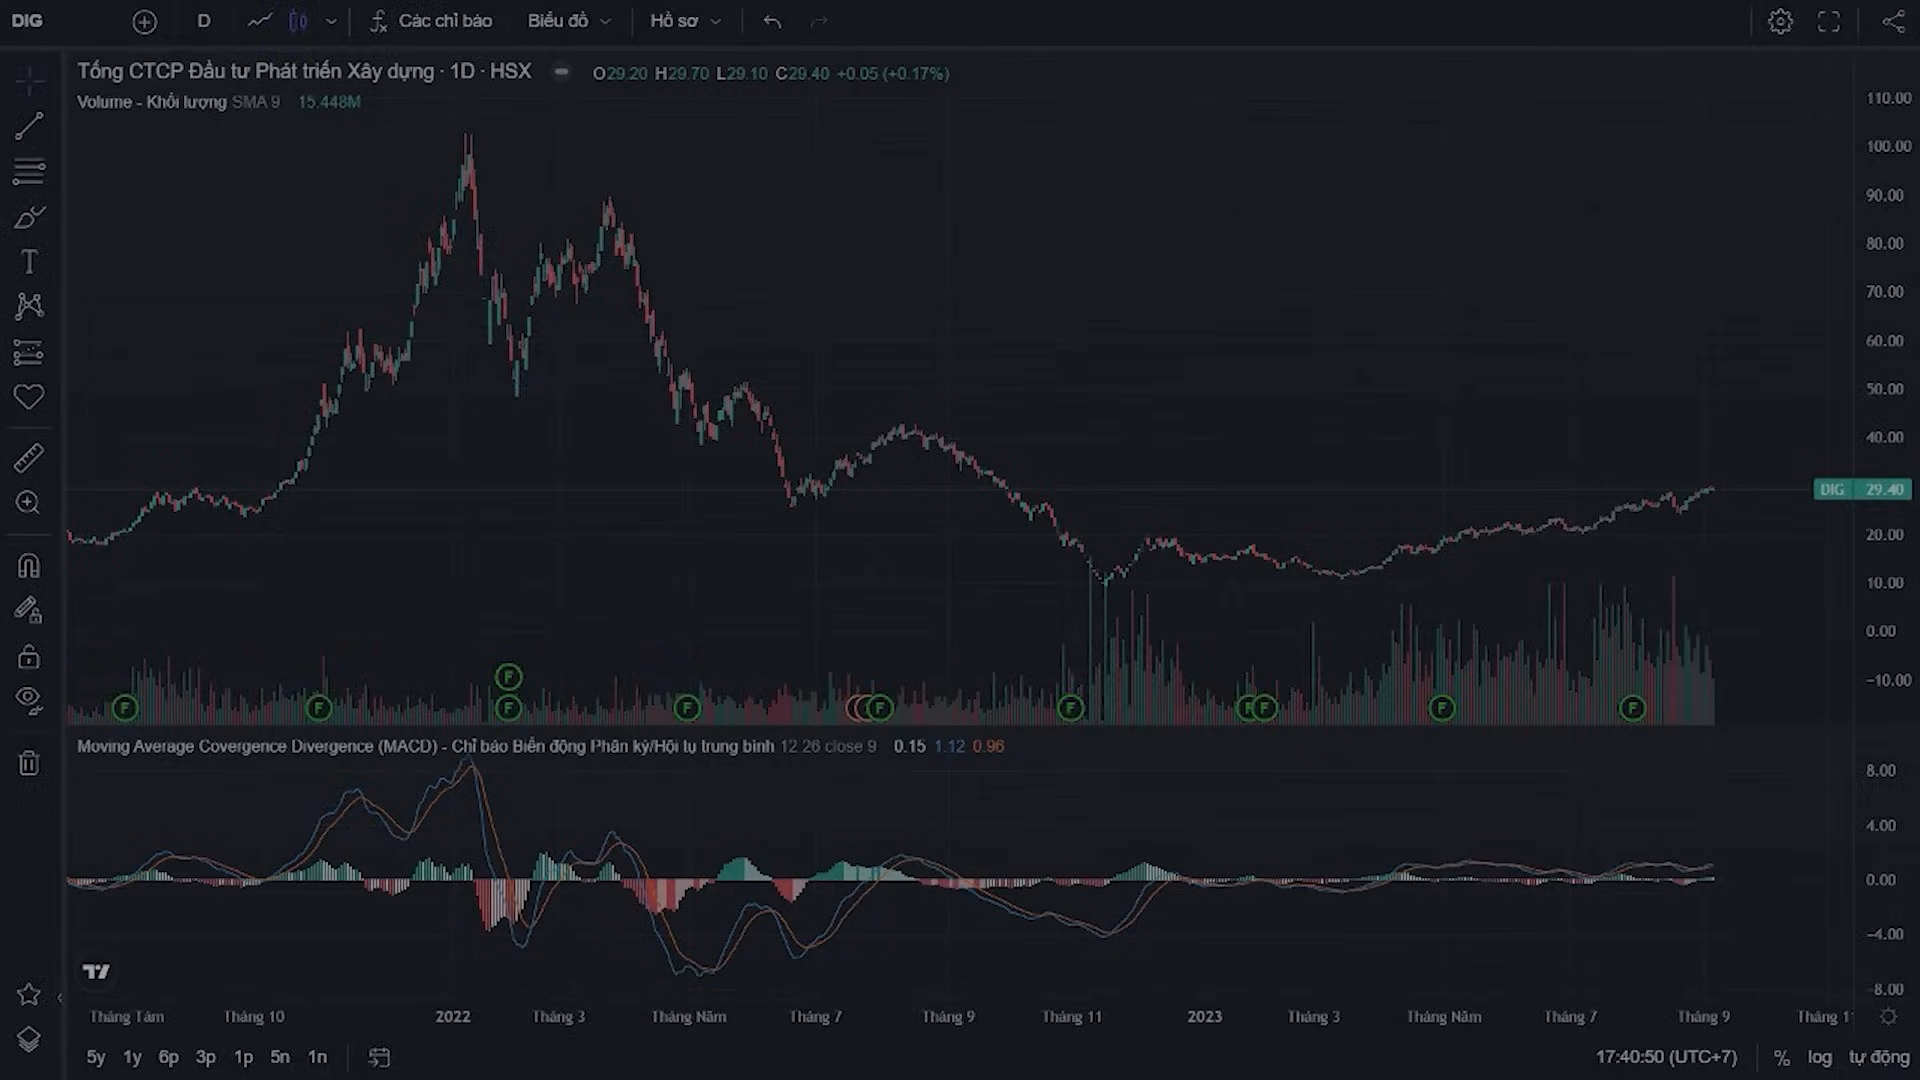 DIG D Các chỉ báo Biểu đồ Hồ sơ
Tổng CTCP Đầu tư Phát triển Xây dựng · 1D · HSX O29.20 H29.70 L29.10 C29.40 +0.05 (+0.17%)
Volume - Khối lượng SMA 9 15.448M
110.00
100.00
90.00
80.00
70.00
60.00
50.00
40.00
DIG 29.40
20.00
10.00
0.00
−10.00
F
F F F F F F F F F F
Moving Average Covergence Divergence (MACD) - Chỉ báo Biến động Phân kỳ/Hội tụ trung bình 12 26 close 9 0.15 1.12 0.96
8.00
4.00
0.00
−4.00
−8.00
Tháng Tám Tháng 10 2022 Tháng 3 Tháng Năm Tháng 7 Tháng 9 Tháng 11 2023 Tháng 3 Tháng Năm Tháng 7 Tháng 9 Tháng 11
5y 1y 6p 3p 1p 5n 1n 17:40:50 (UTC+7) % log tự động